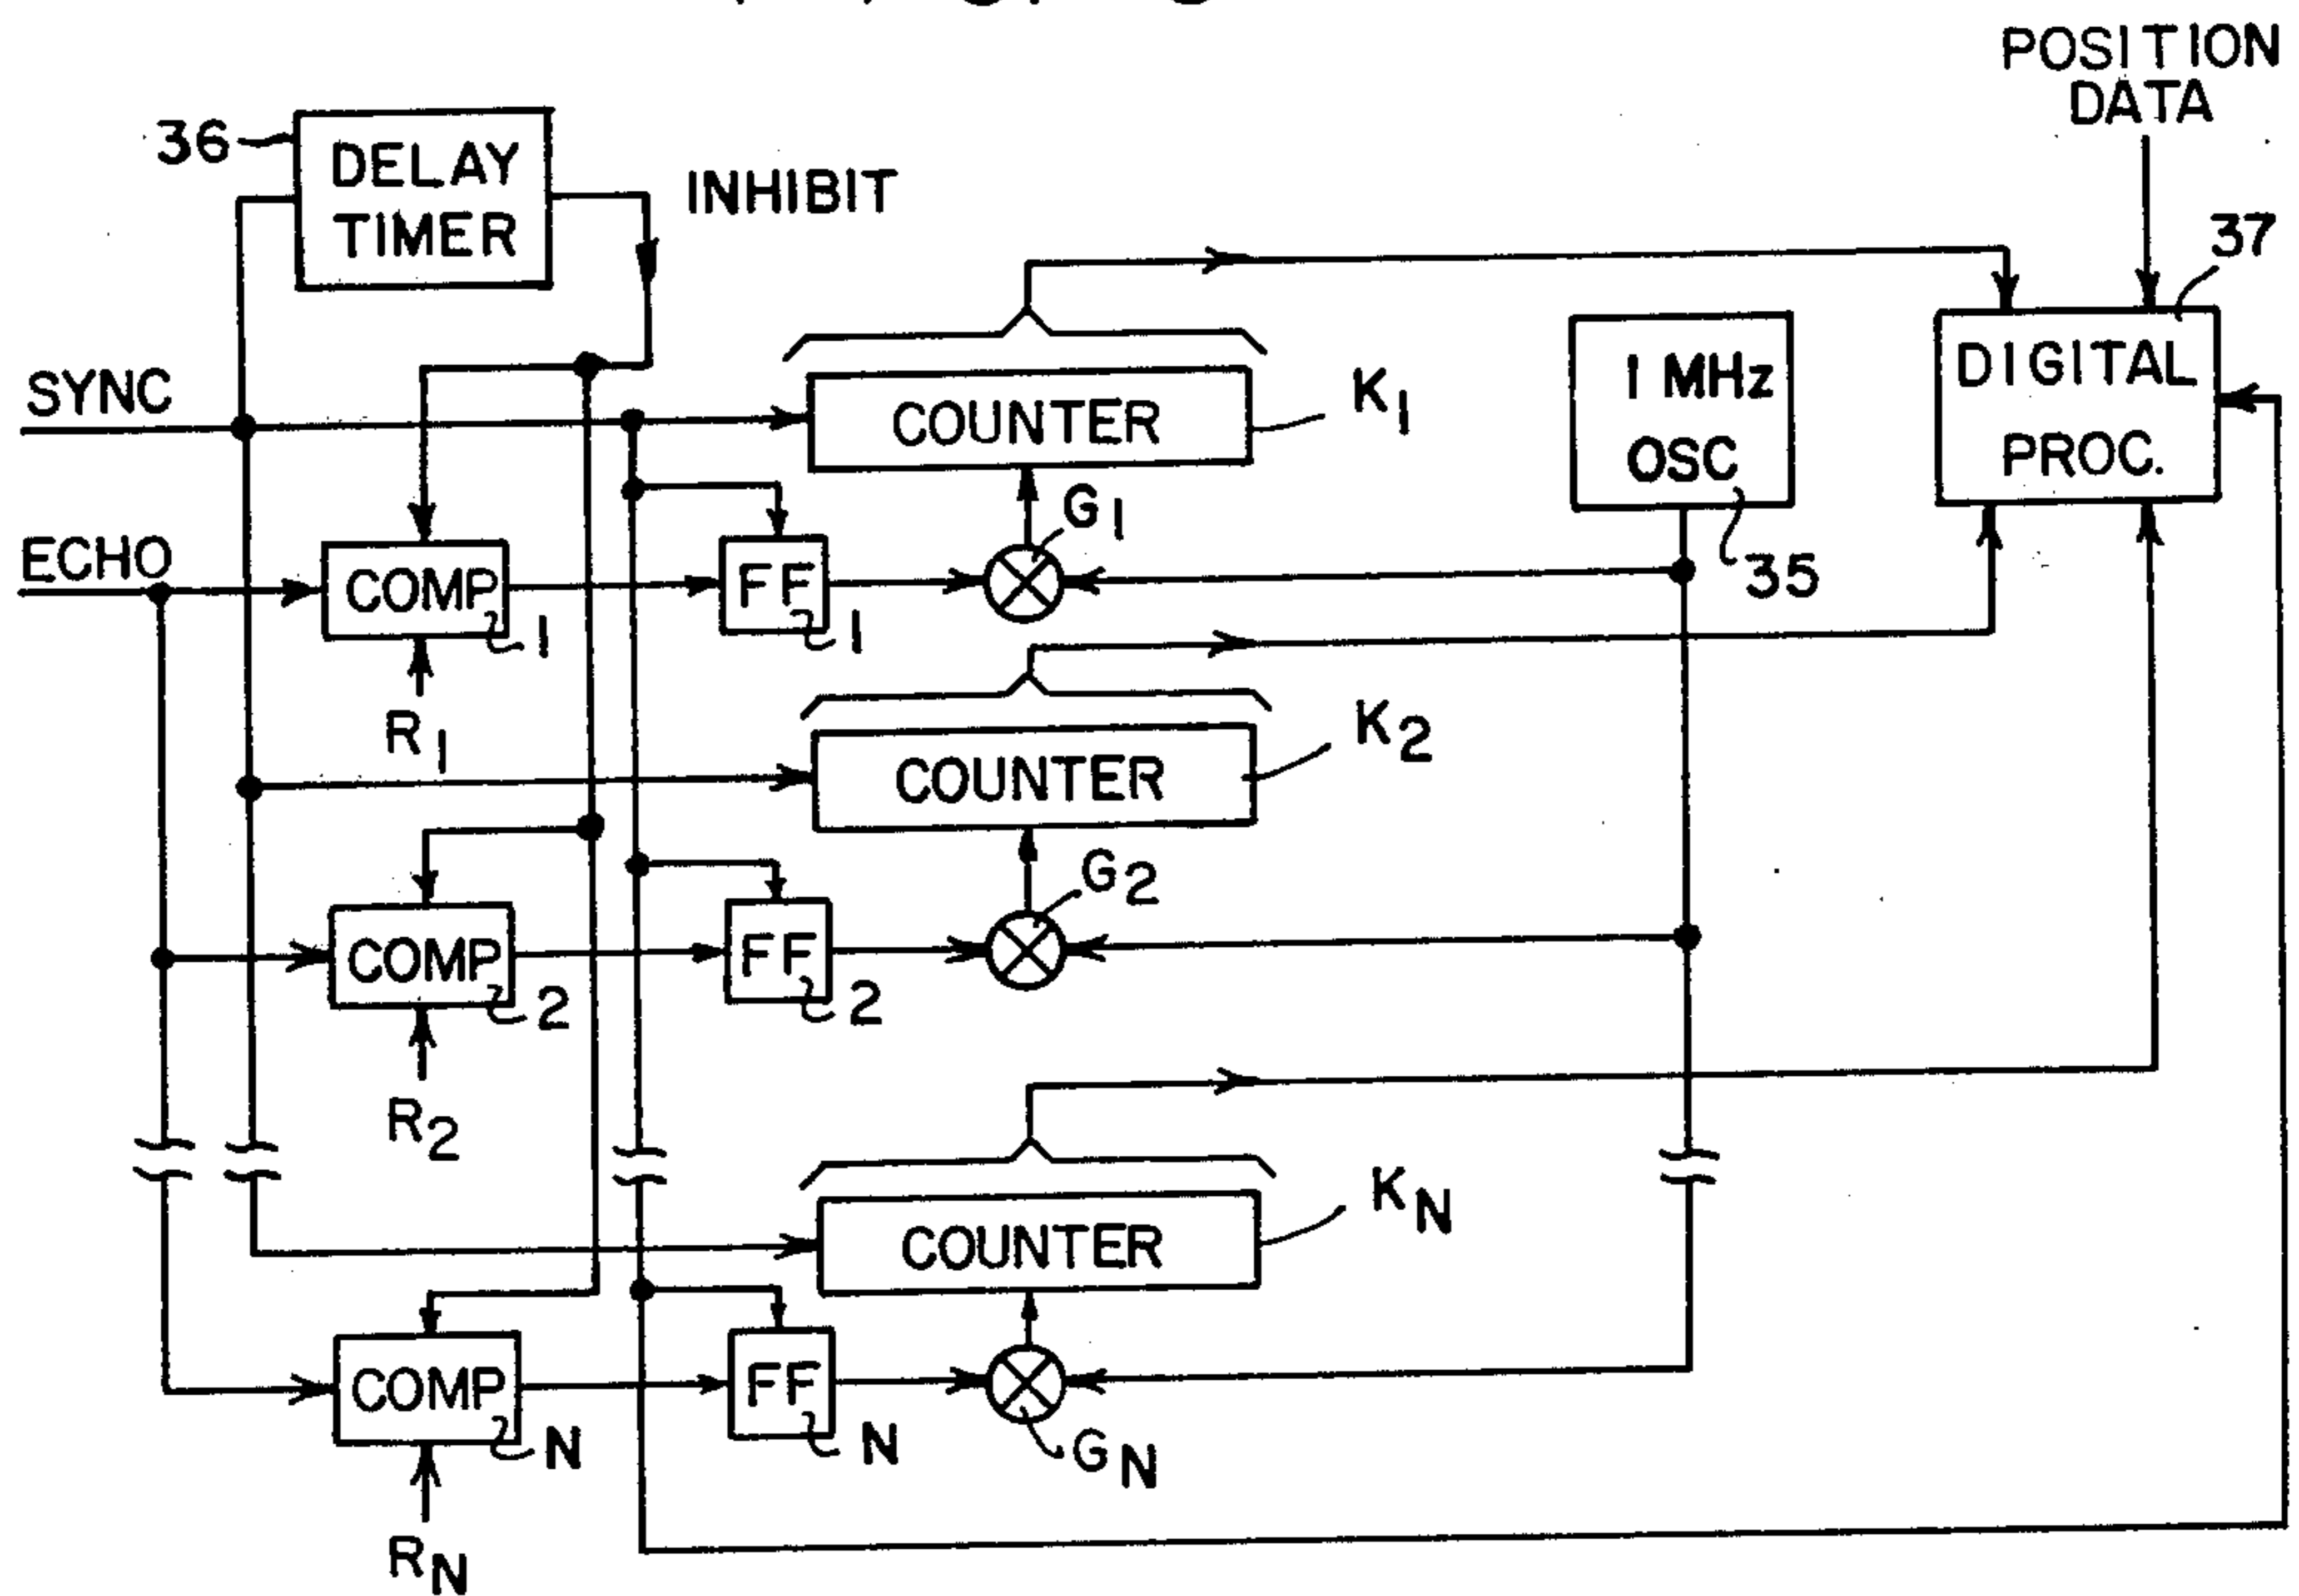 POSITION
DATA
36
DELAY
TIMER
INHIBIT
37
SYNC
COUNTER
K1
1 MHz
OSC
DIGITAL
PROC.
G1
35
ECHO
COMP
1
FF
1
R1
K2
COUNTER
G2
COMP
2
FF
2
R2
KN
COUNTER
COMP
N
FF
N
GN
RN